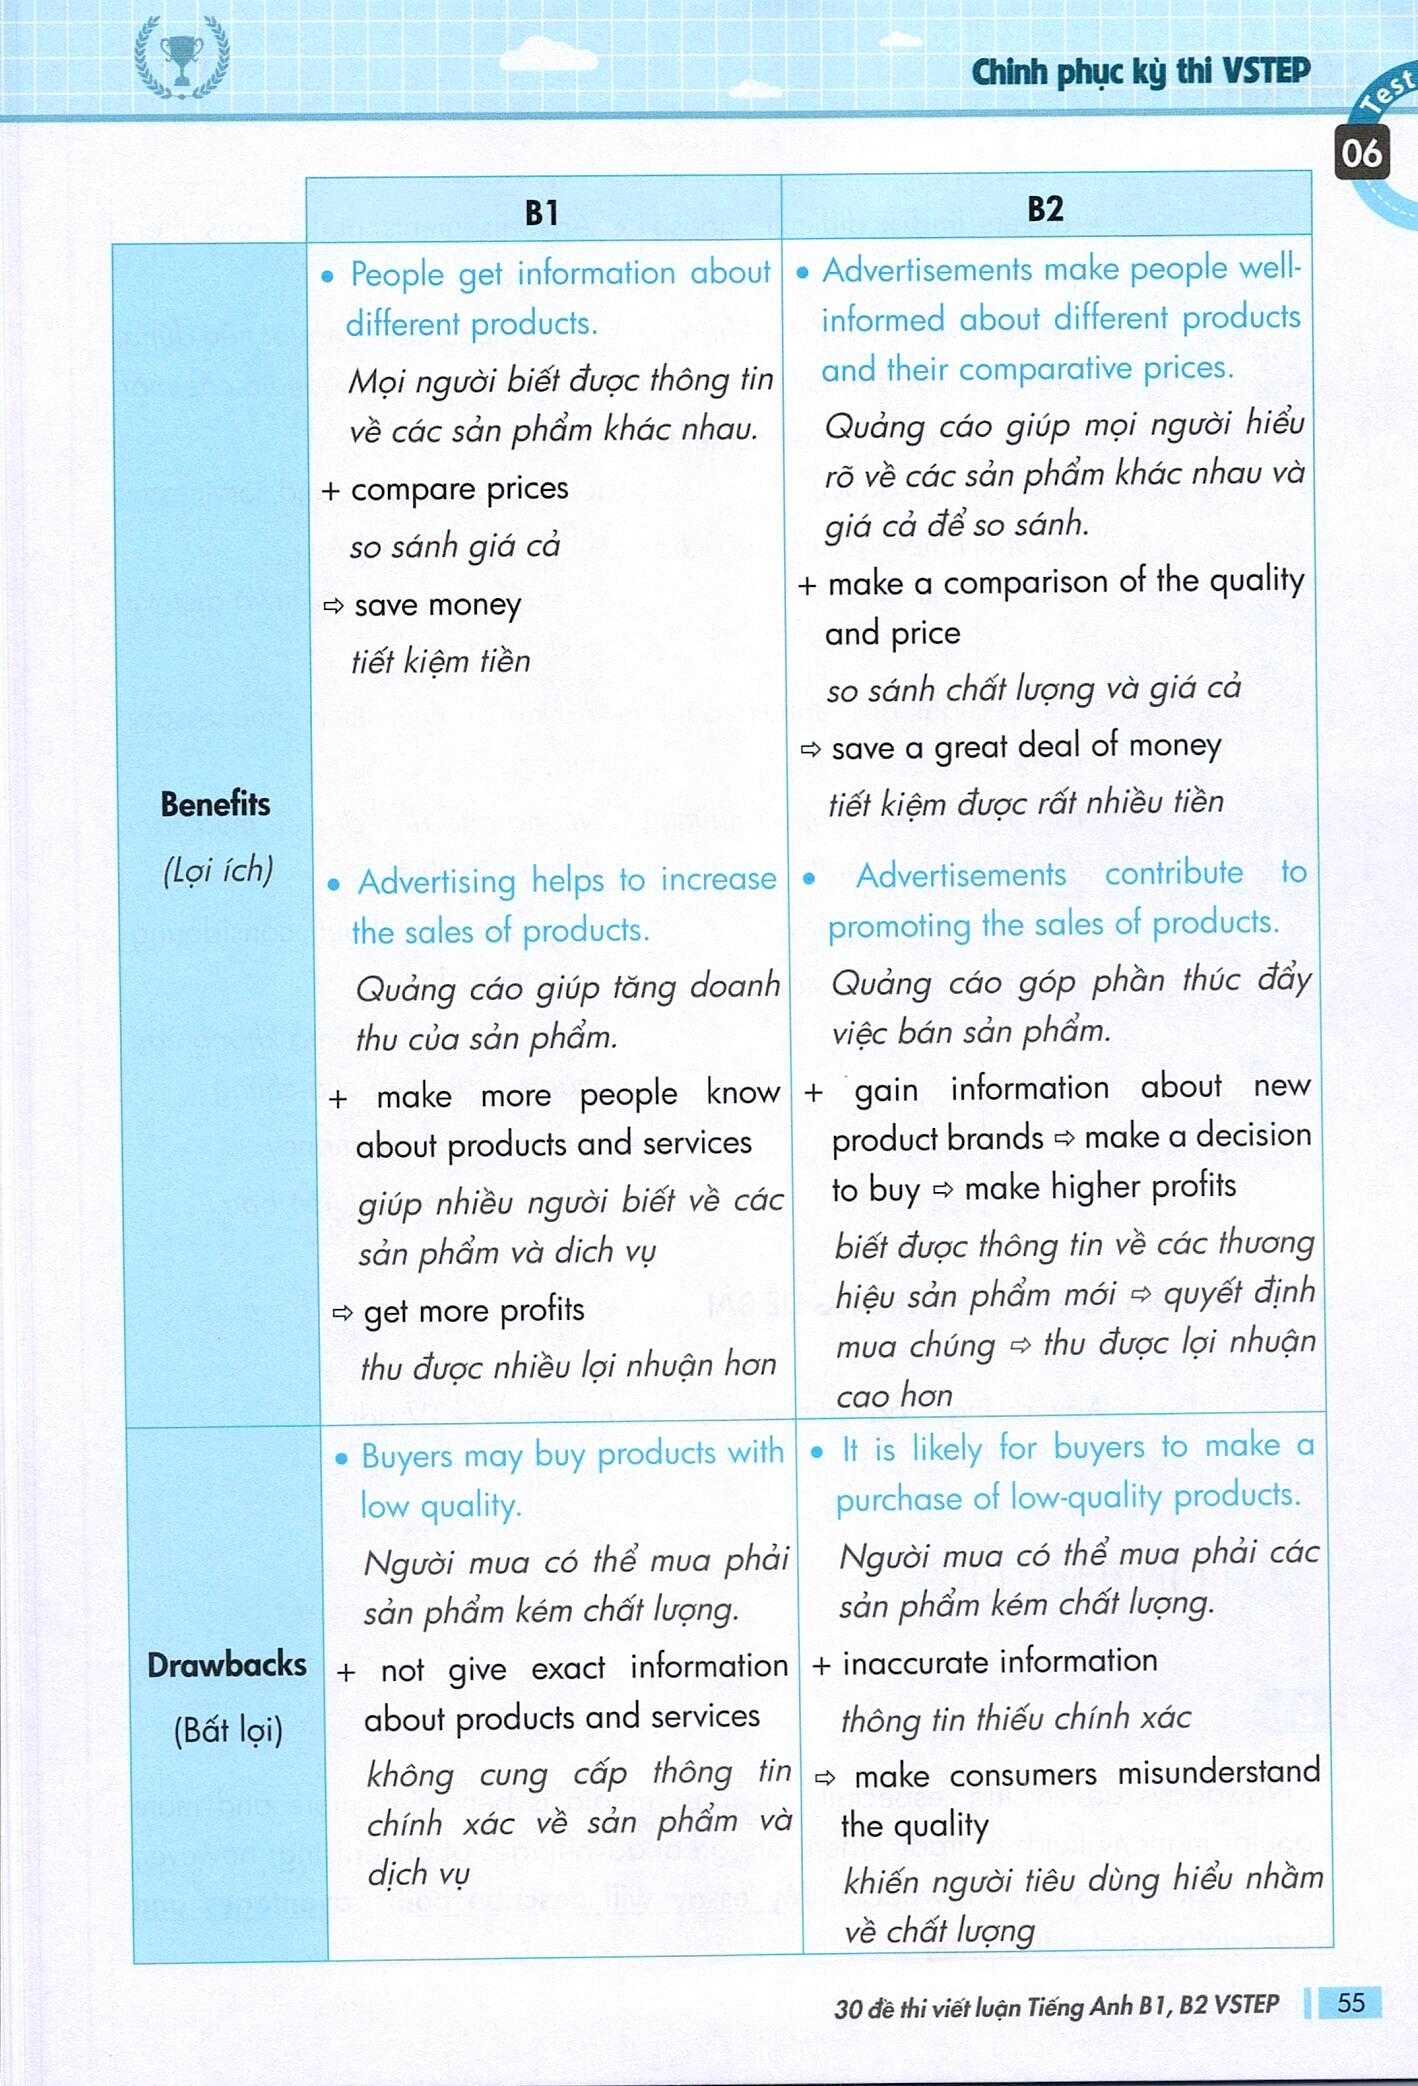 Chinh phục kỳ thi VSTEP
Test
06
B1
B2
Benefits
(Lợi ích)
• People get information about
different products.
Mọi người biết được thông tin
về các sản phẩm khác nhau.
+ compare prices
so sánh giá cả
⇨ save money
tiết kiệm tiền
• Advertising helps to increase
the sales of products.
Quảng cáo giúp tăng doanh
thu của sản phẩm.
+ make more people know
about products and services
giúp nhiều người biết về các
sản phẩm và dich vụ
⇨ get more profits
thu được nhiều lợi nhuận hơn
• Advertisements make people well-
informed about different products
and their comparative prices.
Quảng cáo giúp mọi người hiểu
rõ về các sản phẩm khác nhau và
giá cả để so sánh.
+ make a comparison of the quality
and price
so sánh chất lượng và giá cả
⇨ save a great deal of money
tiết kiệm được rất nhiều tiền
• Advertisements contribute to
promoting the sales of products.
Quảng cáo góp phần thúc đẩy
việc bán sản phẩm.
+ gain information about new
product brands ⇨ make a decision
to buy ⇨ make higher profits
biết được thông tin về các thương
hiệu sản phẩm mới ⇨ quyết định
mua chúng ⇨ thu được lợi nhuận
cao hơn
Drawbacks
(Bất lợi)
• Buyers may buy products with
low quality.
Người mua có thể mua phải
sản phẩm kém chất lượng.
+ not give exact information
about products and services
không cung cấp thông tin
chính xác về sản phẩm và
dịch vụ
• It is likely for buyers to make a
purchase of low-quality products.
Người mua có thể mua phải các
sản phẩm kém chất lượng.
+ inaccurate information
thông tin thiếu chính xác
⇨ make consumers misunderstand
the quality
khiến người tiêu dùng hiểu nhầm
về chất lượng
30 đề thi viết luận Tiếng Anh B1, B2 VSTEP
55